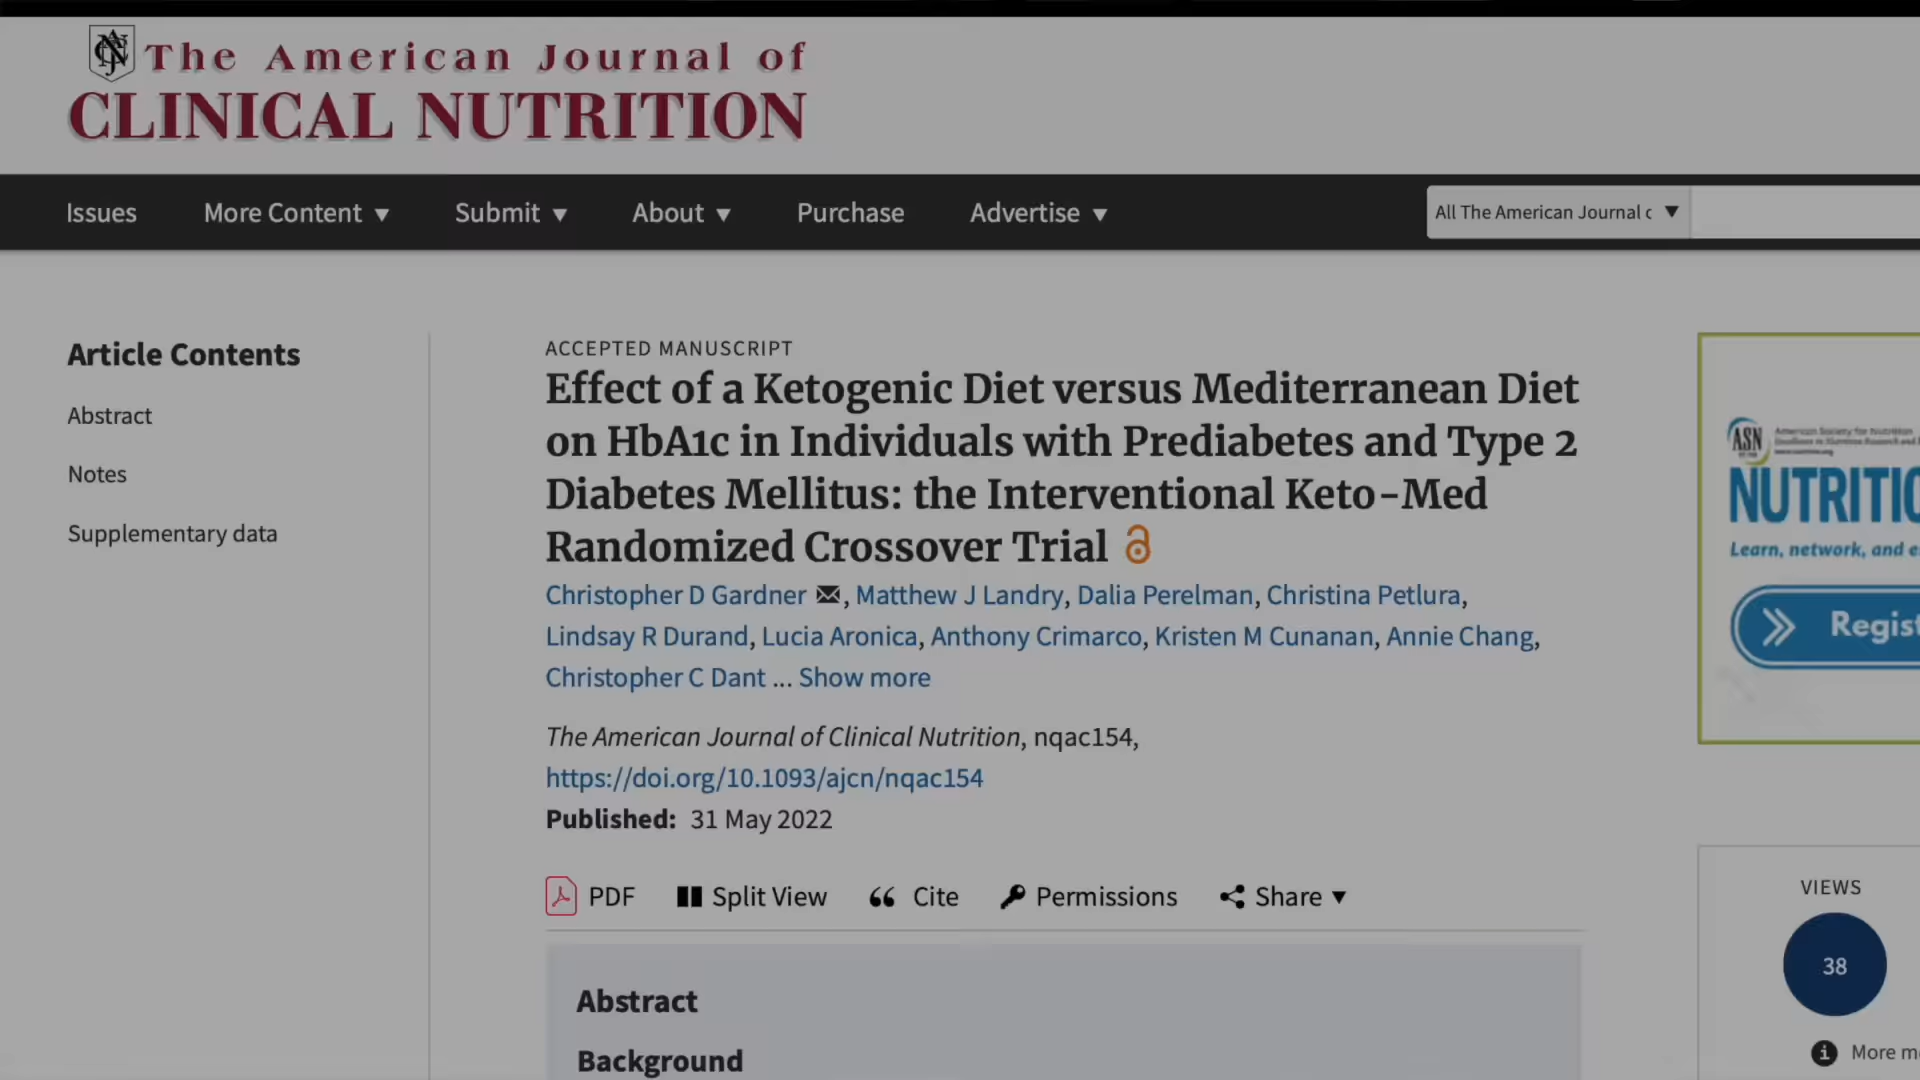 The American Journal of
CLINICAL NUTRITION
Issues
More Content ▼
Submit ▼
About ▼
Purchase
Advertise ▼
All The American Journal
Article Contents
Abstract
Notes
Supplementary data
ACCEPTED MANUSCRIPT
Effect of a Ketogenic Diet versus Mediterranean Diet
on HbA1c in Individuals with Prediabetes and Type 2
Diabetes Mellitus: the Interventional Keto-Med
Randomized Crossover Trial
Christopher D Gardner, Matthew J Landry, Dalia Perelman, Christina Petlura,
Lindsay R Durand, Lucia Aronica, Anthony Crimarco, Kristen M Cunanan, Annie Chang,
Christopher C Dant ... Show more
The American Journal of Clinical Nutrition, nqac154,
https://doi.org/10.1093/ajcn/nqac154
Published: 31 May 2022
PDF
Split View
Cite
Permissions
Share ▼
Abstract
Background
ASN
American Society for Nutrition
NUTRITIO
Learn, network, and e
Regist
VIEWS
38
More m